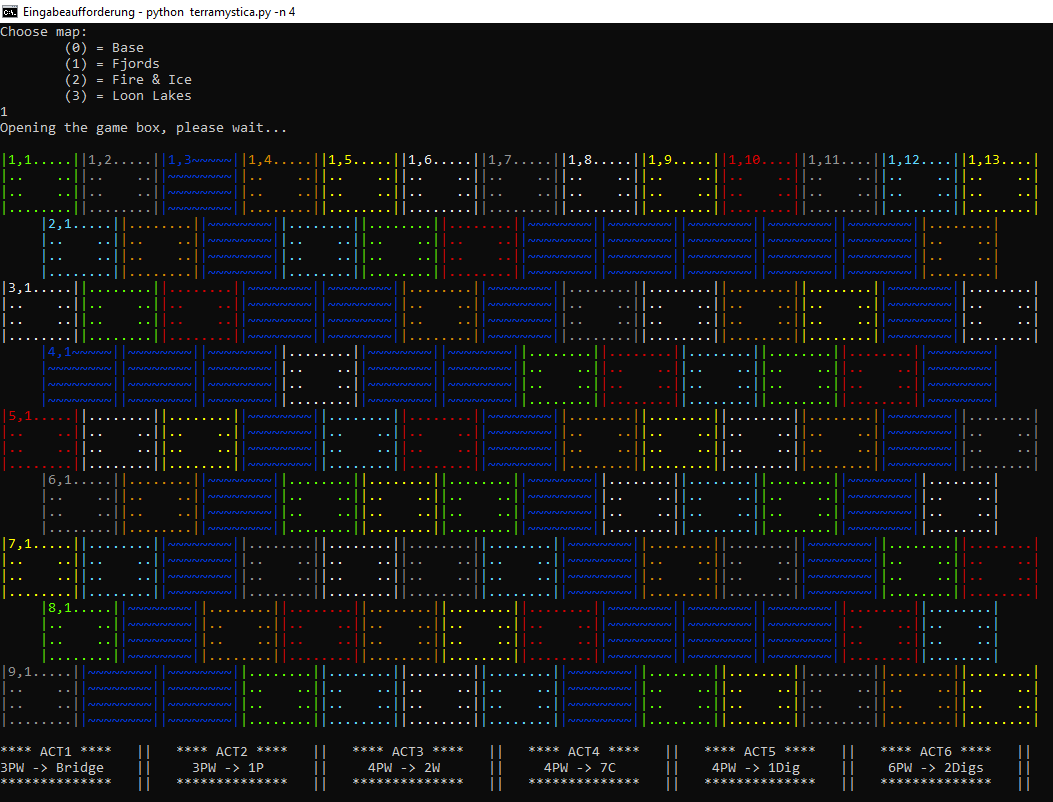 Eingabeaufforderung - python  terramystica.py -n 4
Choose map:
(0) = Base
(1) = Fjords
(2) = Fire & Ice
(3) = Loon Lakes
1
Opening the game box, please wait...
1,1 1,2 1,3 1,4 1,5 1,6 1,7 1,8 1,9 1,10 1,11 1,12 1,13
2,1
3,1
4,1
5,1
6,1
7,1
8,1
9,1
**** ACT1 **** || **** ACT2 **** || **** ACT3 **** || **** ACT4 **** || **** ACT5 **** || **** ACT6 **** ||
3PW -> Bridge || 3PW -> 1P || 4PW -> 2W || 4PW -> 7C || 4PW -> 1Dig || 6PW -> 2Digs ||
************** || ************** || ************** || ************** || ************** || ************** ||